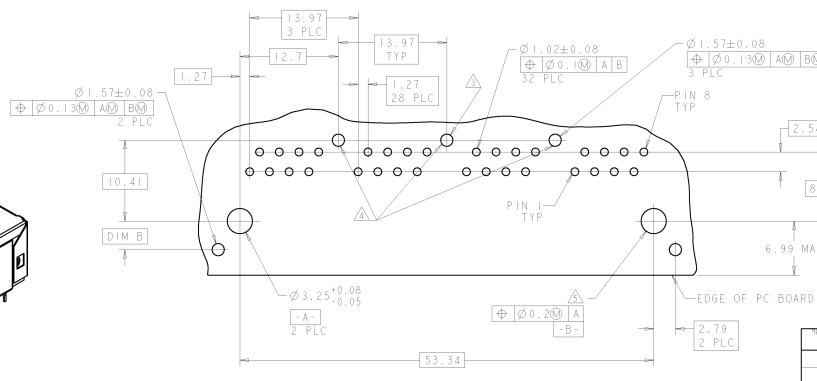 13.97
3 PLC
12.7
13.97
TYP
1.27
1.27
28 PLC
3
Ø1.02±0.08
⌖ Ø0.1Ⓜ A B
32 PLC
Ø1.57±0.08
⌖ Ø0.13Ⓜ AⓂ BⓂ
3 PLC
Ø1.57±0.08
⌖ Ø0.13Ⓜ AⓂ BⓂ
2 PLC
PIN 8
TYP
2.54
10.41
8
PIN 1
TYP
4
DIM B
6.99 MA
Ø3.25 +0.08
-0.05
-A-
2 PLC
5
⌖ Ø0.2Ⓜ A
-B-
EDGE OF PC BOARD
2.79
2 PLC
53.34